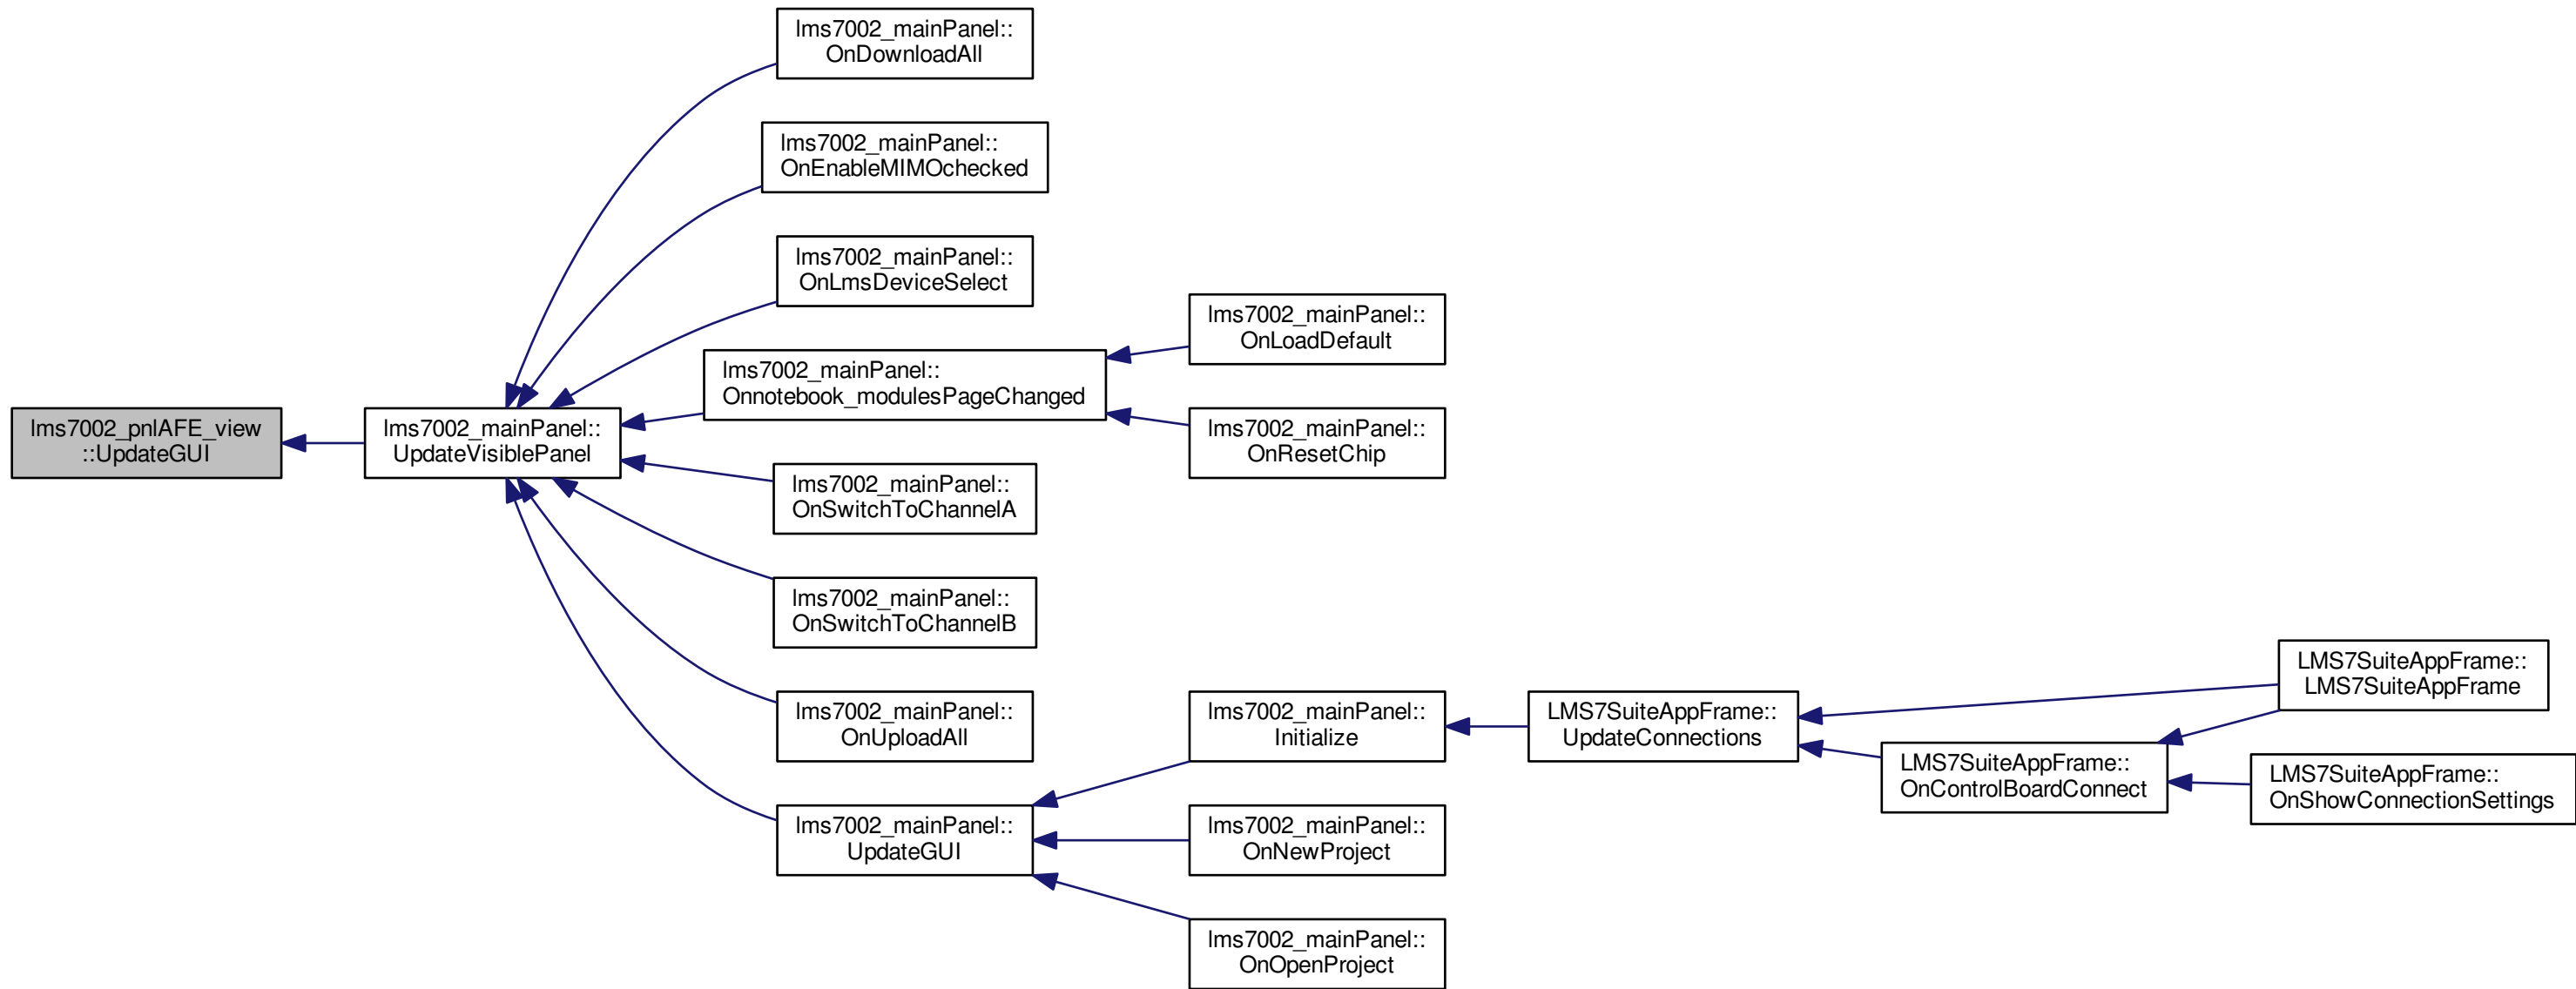 lms7002_mainPanel::
OnDownloadAll
lms7002_mainPanel::
OnEnableMIMOchecked
lms7002_mainPanel::
OnLmsDeviceSelect
lms7002_mainPanel::
OnLoadDefault
lms7002_mainPanel::
Onnotebook_modulesPageChanged
lms7002_pnlAFE_view
::UpdateGUI
lms7002_mainPanel::
UpdateVisiblePanel
lms7002_mainPanel::
OnResetChip
lms7002_mainPanel::
OnSwitchToChannelA
lms7002_mainPanel::
OnSwitchToChannelB
lms7002_mainPanel::
OnUploadAll
lms7002_mainPanel::
Initialize
LMS7SuiteAppFrame::
UpdateConnections
LMS7SuiteAppFrame::
LMS7SuiteAppFrame
LMS7SuiteAppFrame::
OnControlBoardConnect
LMS7SuiteAppFrame::
OnShowConnectionSettings
lms7002_mainPanel::
UpdateGUI
lms7002_mainPanel::
OnNewProject
lms7002_mainPanel::
OnOpenProject